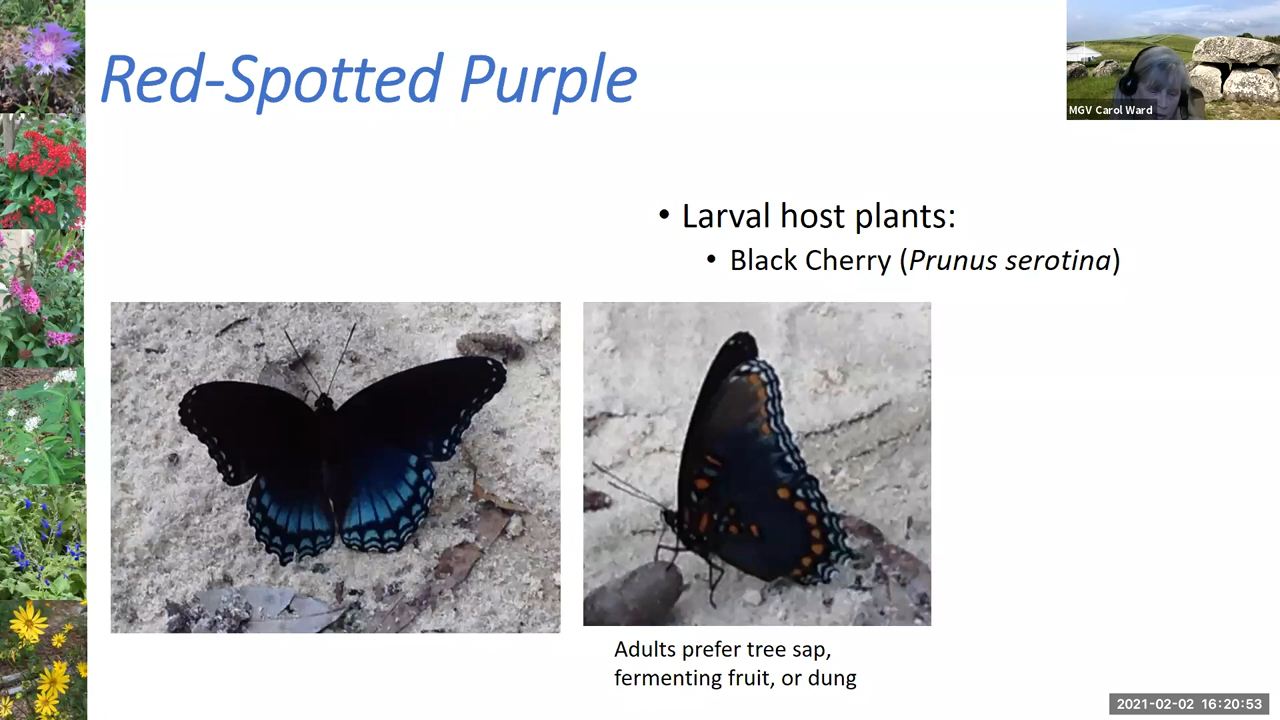 Red-Spotted Purple
MGV Carol Ward
• Larval host plants:
• Black Cherry (Prunus serotina)
Adults prefer tree sap,
fermenting fruit, or dung
2021-02-02 16:20:53